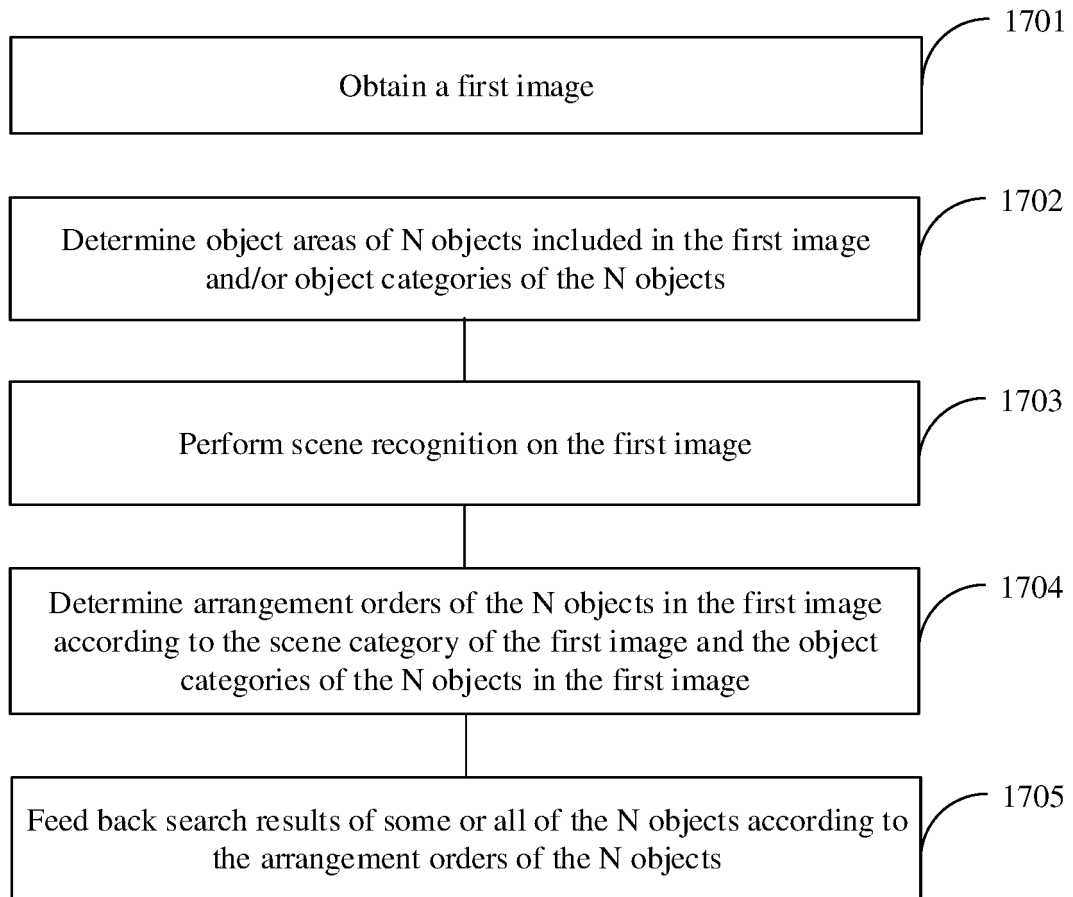 1701
Obtain a first image
1702
Determine object areas of N objects included in the first image
and/or object categories of the N objects
1703
Perform scene recognition on the first image
1704
Determine arrangement orders of the N objects in the first image
according to the scene category of the first image and the object
categories of the N objects in the first image
1705
Feed back search results of some or all of the N objects according to
the arrangement orders of the N objects